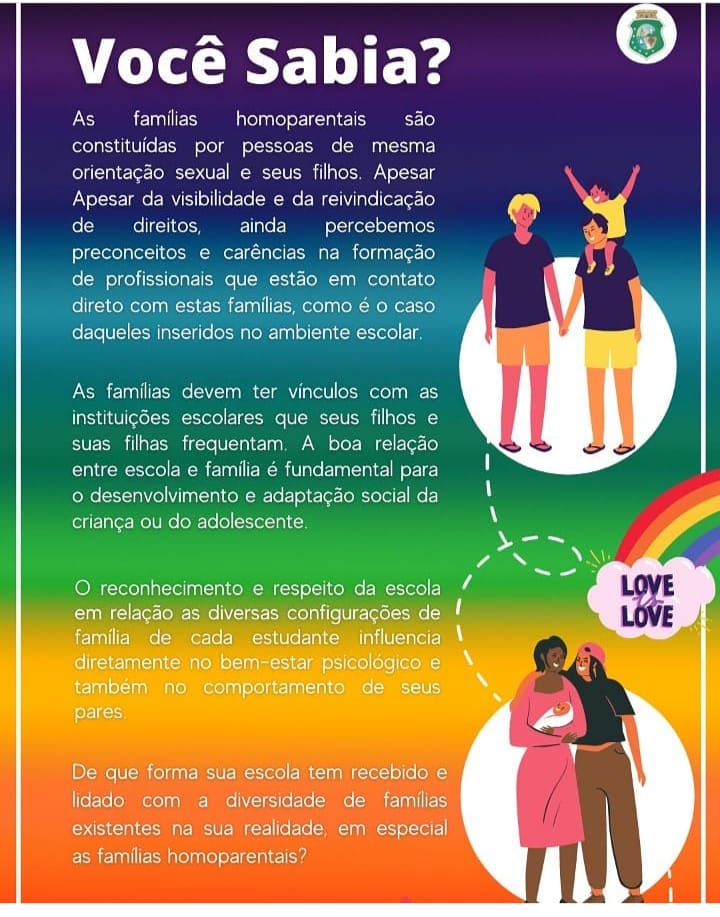 Você Sabia?
As famílias homoparentais são
constituídas por pessoas de mesma
orientação sexual e seus filhos. Apesar
Apesar da visibilidade e da reivindicação
de direitos, ainda percebemos
preconceitos e carências na formação
de profissionais que estão em contato
direto com estas famílias, como é o caso
daqueles inseridos no ambiente escolar.
As famílias devem ter vínculos com as
instituições escolares que seus filhos e
suas filhas frequentam. A boa relação
entre escola e família é fundamental para
o desenvolvimento e adaptação social da
criança ou do adolescente.
O reconhecimento e respeito da escola
em relação as diversas configurações de
família de cada estudante influencia
diretamente no bem-estar psicológico e
também no comportamento de seus
pares.
De que forma sua escola tem recebido e
lidado com a diversidade de famílias
existentes na sua realidade, em especial
as famílias homoparentais?
LOVE
is
LOVE